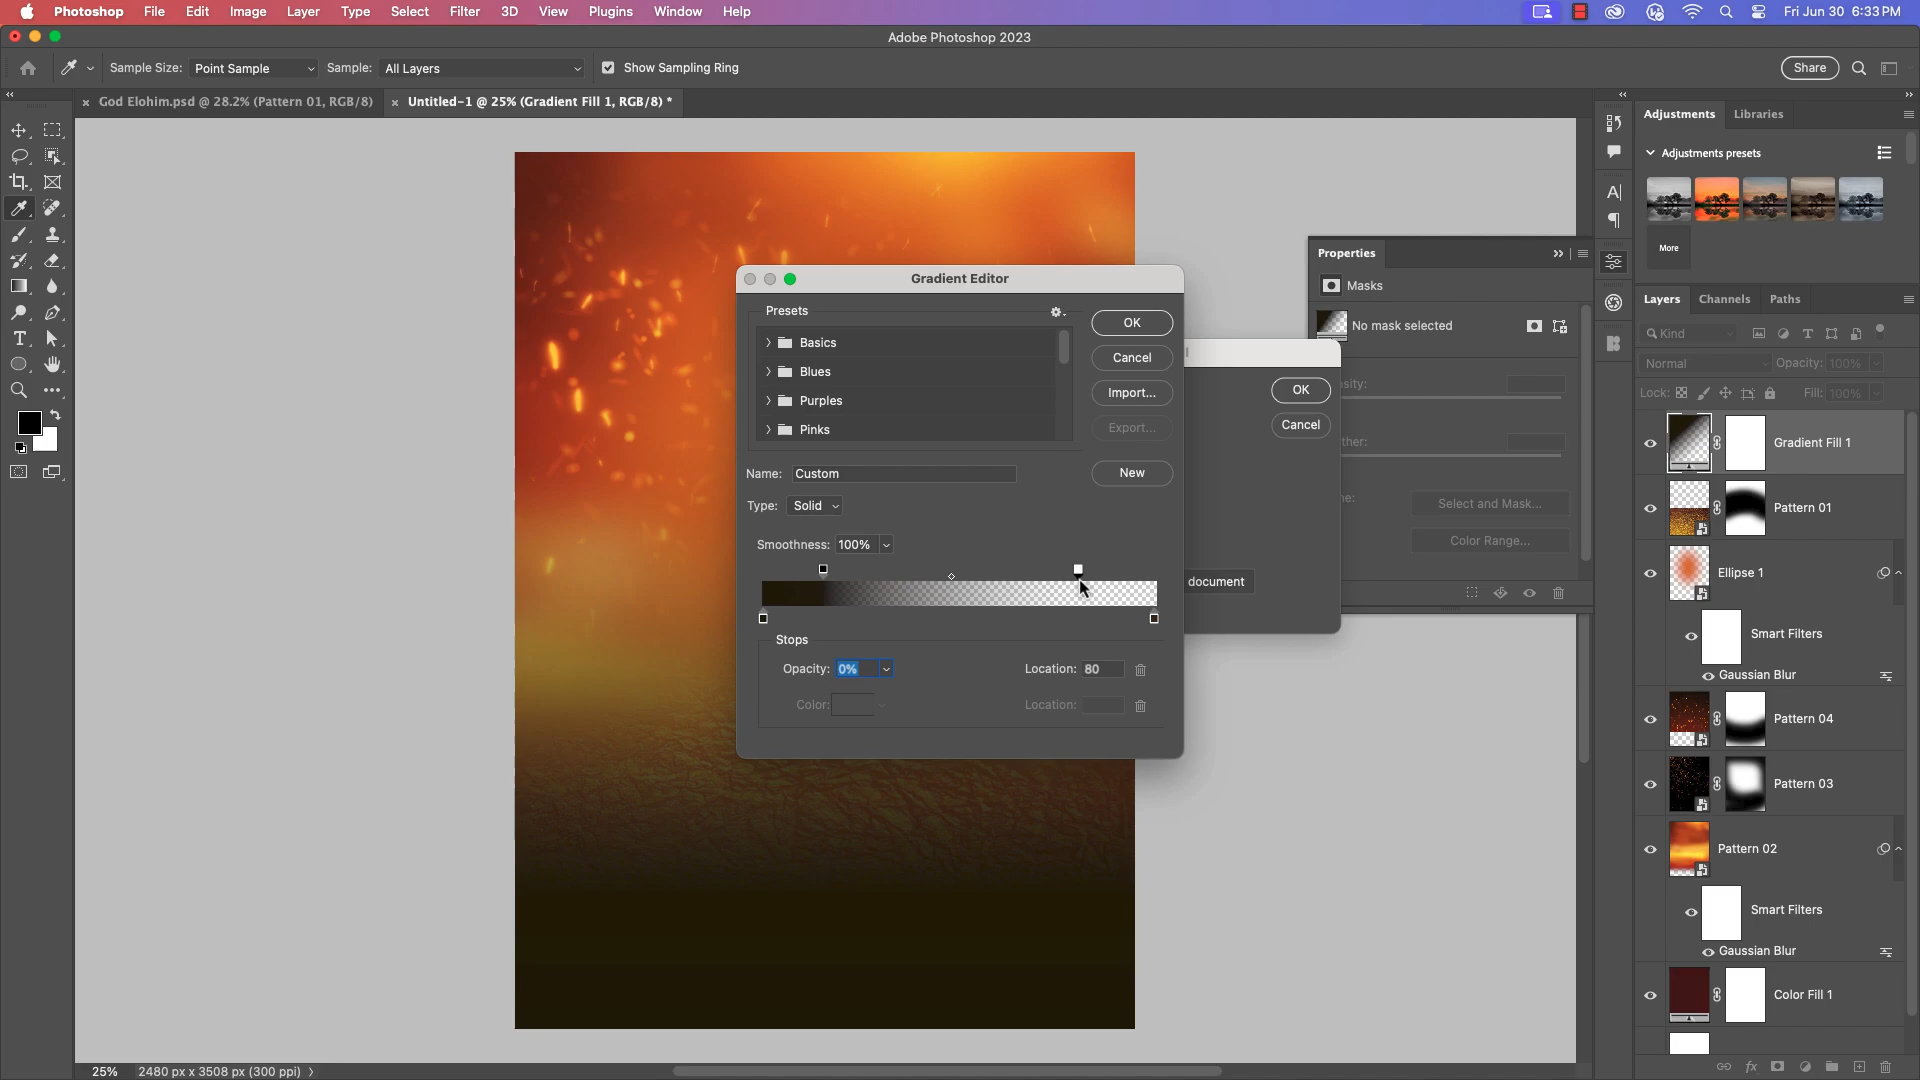 Photoshop File Edit Image Layer Type Select Filter 3D View Plugins Window Help Fri Jun 30 6:33 PM
Adobe Photoshop 2023
Sample Size: Point Sample Sample: All Layers Show Sampling Ring Share
God Elohim.psd @ 28.2% (Pattern 01, RGB/8) Untitled-1 @ 25% (Gradient Fill 1, RGB/8) *
Adjustments Libraries
Adjustments presets
More
Properties
Masks
No mask selected
Select and Mask...
Color Range...
Gradient Editor
Presets
Basics
Blues
Purples
Pinks
OK
Cancel
Import...
Export...
Name: Custom
New
Type: Solid
Smoothness: 100%
Stops
Opacity: 0% Location: 80
Color: Location:
OK
Cancel
document
Layers Channels Paths
Kind
Normal Opacity: 100%
Lock: Fill: 100%
Gradient Fill 1
Pattern 01
Ellipse 1
Smart Filters
Gaussian Blur
Pattern 04
Pattern 03
Pattern 02
Smart Filters
Gaussian Blur
Color Fill 1
25% 2480 px x 3508 px (300 ppi)